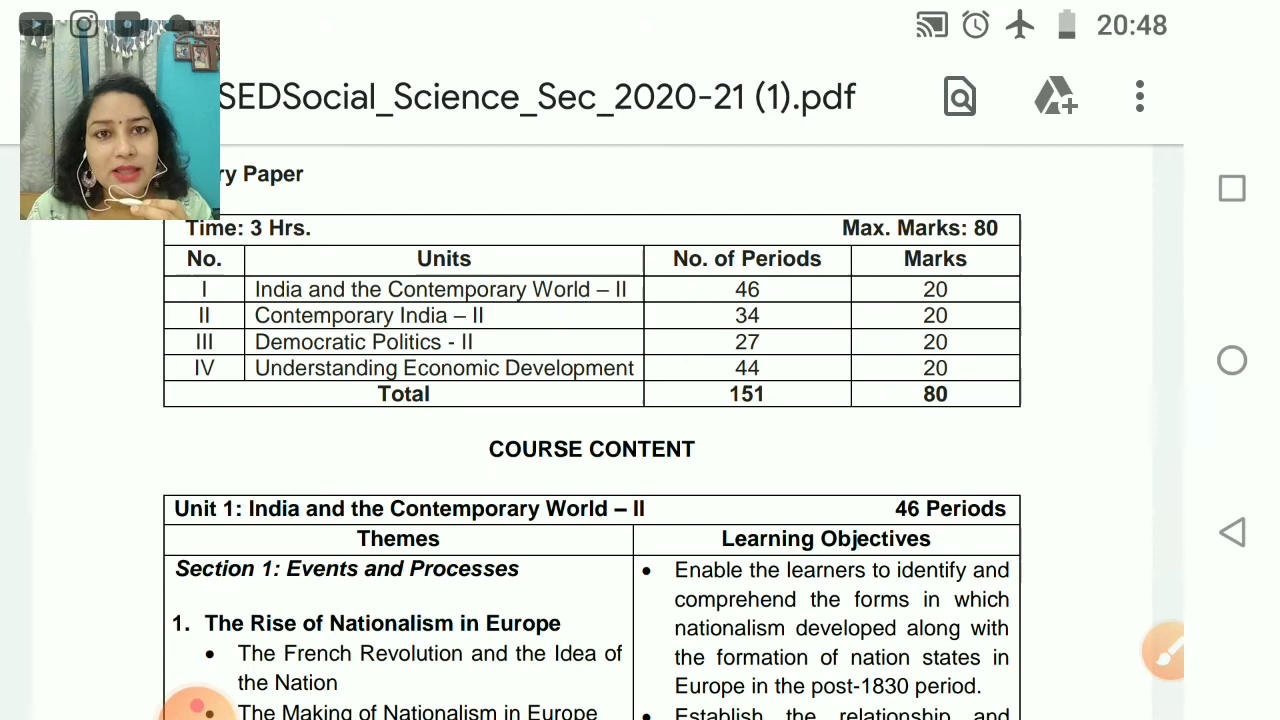 20:48
SEDSocial_Science_Sec_2020-21 (1).pdf
ry Paper
Time: 3 Hrs. Max. Marks: 80
No. Units No. of Periods Marks
I India and the Contemporary World – II 46 20
II Contemporary India – II 34 20
III Democratic Politics - II 27 20
IV Understanding Economic Development 44 20
Total 151 80
COURSE CONTENT
Unit 1: India and the Contemporary World – II 46 Periods
Themes Learning Objectives
Section 1: Events and Processes
1. The Rise of Nationalism in Europe
• The French Revolution and the Idea of
the Nation
The Making of Nationalism in Europe
• Enable the learners to identify and
comprehend the forms in which
nationalism developed along with
the formation of nation states in
Europe in the post-1830 period.
• Establish the relationship and